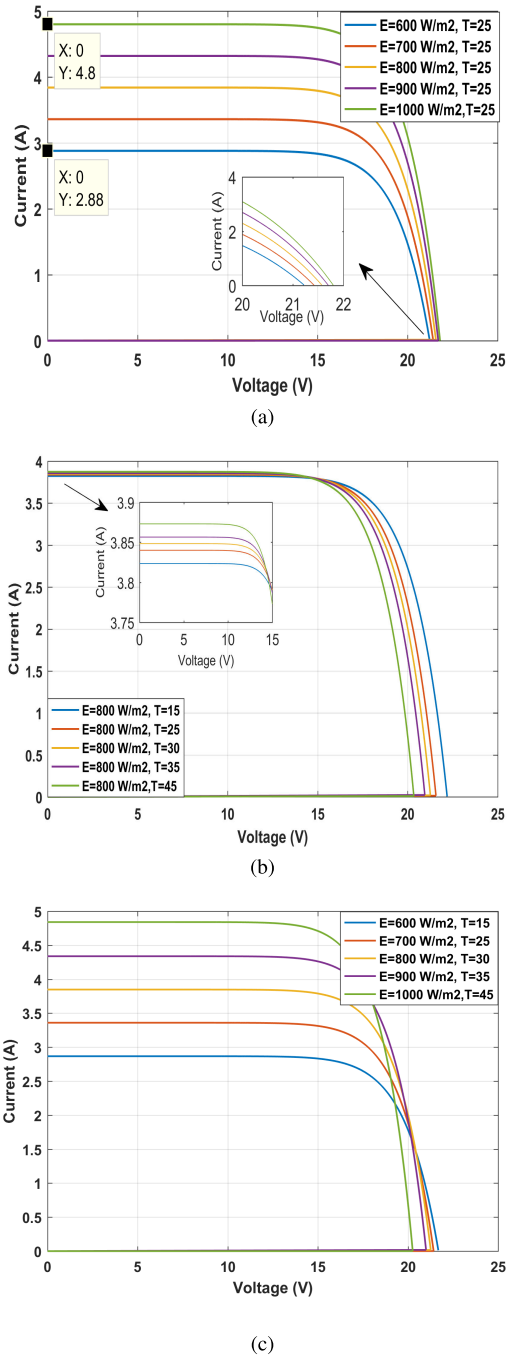 5
4
3
2
1
0
Current (A)
X: 0
Y: 4.8
X: 0
Y: 2.88
E=600 W/m2, T=25
E=700 W/m2, T=25
E=800 W/m2, T=25
E=900 W/m2, T=25
E=1000 W/m2,T=25
4
2
0
Current (A)
20 21 22
Voltage (V)
0 5 10 15 20 25
Voltage (V)
(a)
4
3.5
3
2.5
2
1.5
1
0.5
0
Current (A)
3.9
3.85
3.8
3.75
Current (A)
0 5 10 15
Voltage (V)
E=800 W/m2, T=15
E=800 W/m2, T=25
E=800 W/m2, T=30
E=800 W/m2, T=35
E=800 W/m2,T=45
0 5 10 15 20 25
Voltage (V)
(b)
5
4.5
4
3.5
3
2.5
2
1.5
1
0.5
0
Current (A)
E=600 W/m2, T=15
E=700 W/m2, T=25
E=800 W/m2, T=30
E=900 W/m2, T=35
E=1000 W/m2,T=45
0 5 10 15 20 25
Voltage (V)
(c)